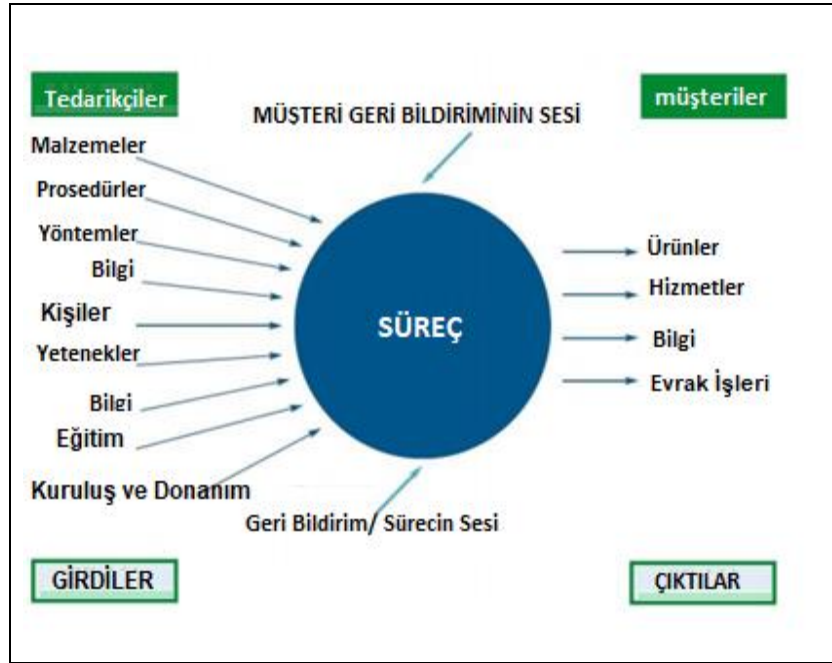 Tedarikçiler
müşteriler
MÜŞTERİ GERİ BİLDİRİMİNİN SESİ
Malzemeler
Prosedürler
Yöntemler
Bilgi
Kişiler
Yetenekler
Bilgi
Eğitim
Kuruluş ve Donanım
SÜREÇ
Ürünler
Hizmetler
Bilgi
Evrak İşleri
Geri Bildirim/ Sürecin Sesi
GİRDİLER
ÇIKTILAR